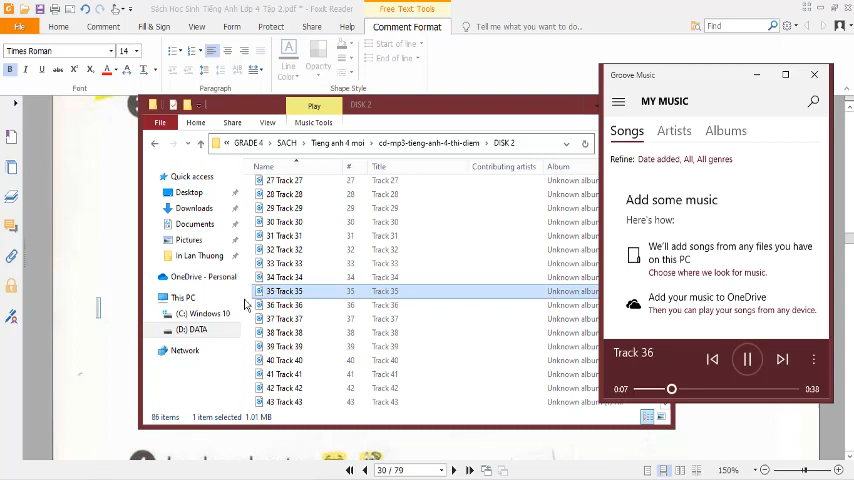 Sách Học Sinh Tiếng Anh Lớp 4 Tập 2.pdf * - Foxit Reader
Free Text Tools
File
Home
Comment
Fill & Sign
View
Form
Protect
Share
Help
Comment Format
Tell me what you want to do...
Find
Times Roman
14
Font
Line
Color
Opacity
Start of line
End of line
Shape Style
Play
DISK 2
File
Home
Share
View
Music Tools
GRADE 4 > SACH > Tieng anh 4 moi > cd-mp3-tieng-anh-4-thi-diem > DISK 2
Name
#
Title
Contributing artists
Album
27 Track 27 27 Track 27 Unknown album
28 Track 28 28 Track 28 Unknown album
29 Track 29 29 Track 29 Unknown album
30 Track 30 30 Track 30 Unknown album
31 Track 31 31 Track 31 Unknown album
32 Track 32 32 Track 32 Unknown album
33 Track 33 33 Track 33 Unknown album
34 Track 34 34 Track 34 Unknown album
35 Track 35 35 Track 35 Unknown album
36 Track 36 36 Track 36 Unknown album
37 Track 37 37 Track 37 Unknown album
38 Track 38 38 Track 38 Unknown album
39 Track 39 39 Track 39 Unknown album
40 Track 40 40 Track 40 Unknown album
41 Track 41 41 Track 41 Unknown album
42 Track 42 42 Track 42 Unknown album
43 Track 43 43 Track 43 Unknown album
Quick access
Desktop
Downloads
Documents
Pictures
In Lan Thuong
OneDrive - Personal
This PC
(C:) Windows 10
(D:) DATA
Network
86 items
1 item selected 1.01 MB
Groove Music
MY MUSIC
Songs
Artists
Albums
Refine: Date added, All, All genres
Add some music
Here's how:
We'll add songs from any files you have
on this PC
Choose where we look for music.
Add your music to OneDrive
Then you can play your songs from any device.
Track 36
0:07
0:38
30 / 79
150%